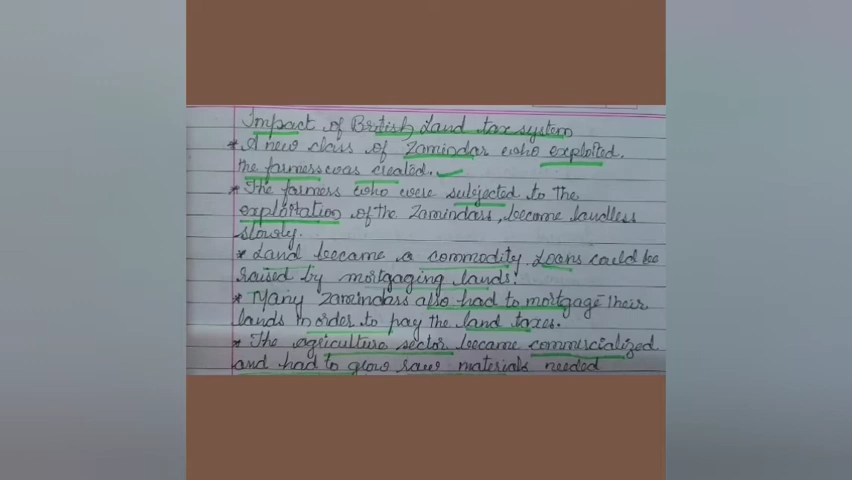 Impact of British Land tax system
* A new class of Zamindar who exploited.
the farmers was created.
* The farmers who were subjected to the
exploitation of the Zamindars, become landless
slowly.
* Land became a commodity Loans could be
raised by mortgaging lands.
* Many Zamindars also had to mortgage their
lands in order to pay the land taxes.
* The agriculture sector became commercialized
and had to grow raw materials needed